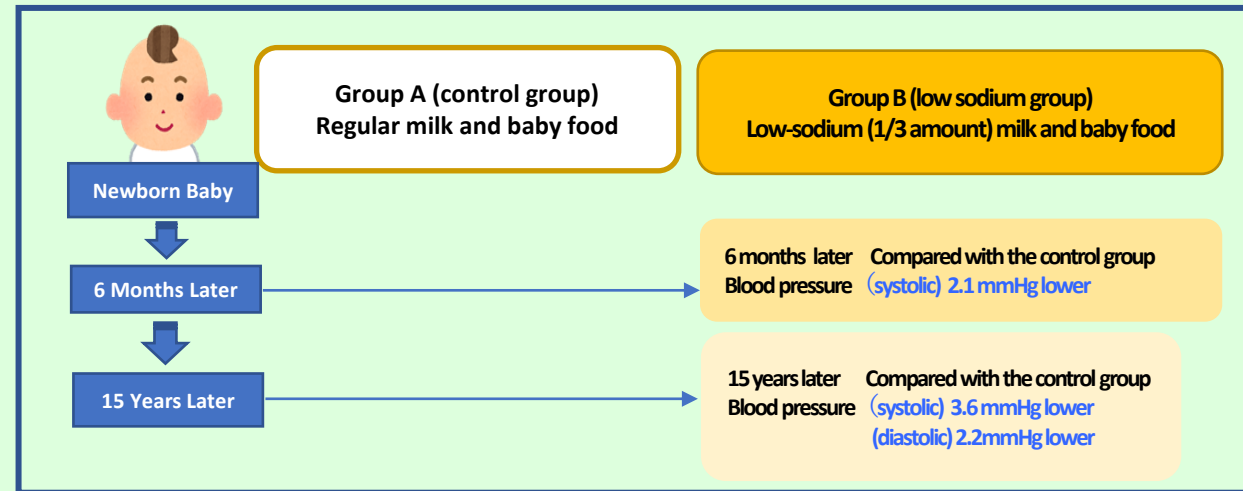 Group A (control group)
Regular milk and baby food
Group B (low sodium group)
Low-sodium (1/3 amount) milk and baby food
Newborn Baby
6 Months Later
6 months later Compared with the control group
Blood pressure （systolic) 2.1 mmHg lower
15 Years Later
15 years later Compared with the control group
Blood pressure （systolic) 3.6 mmHg lower
(diastolic) 2.2mmHg lower